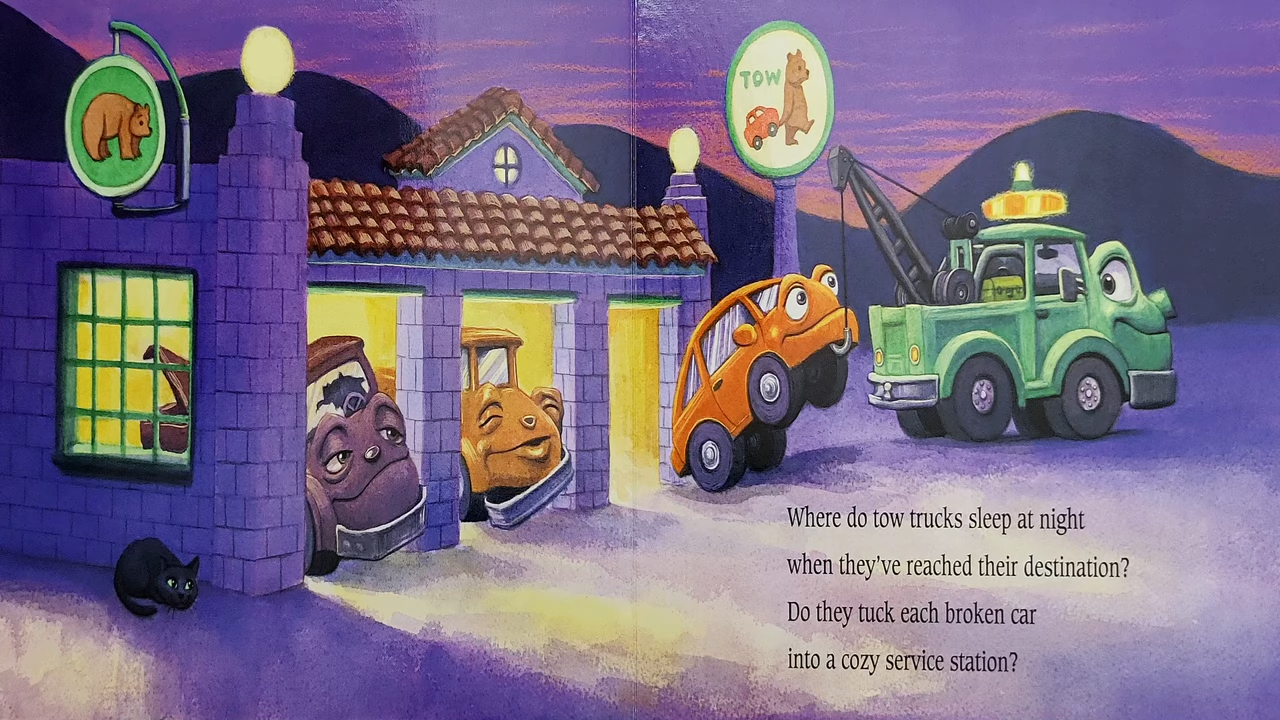 TOW
Where do tow trucks sleep at night
when they've reached their destination?
Do they tuck each broken car
into a cozy service station?